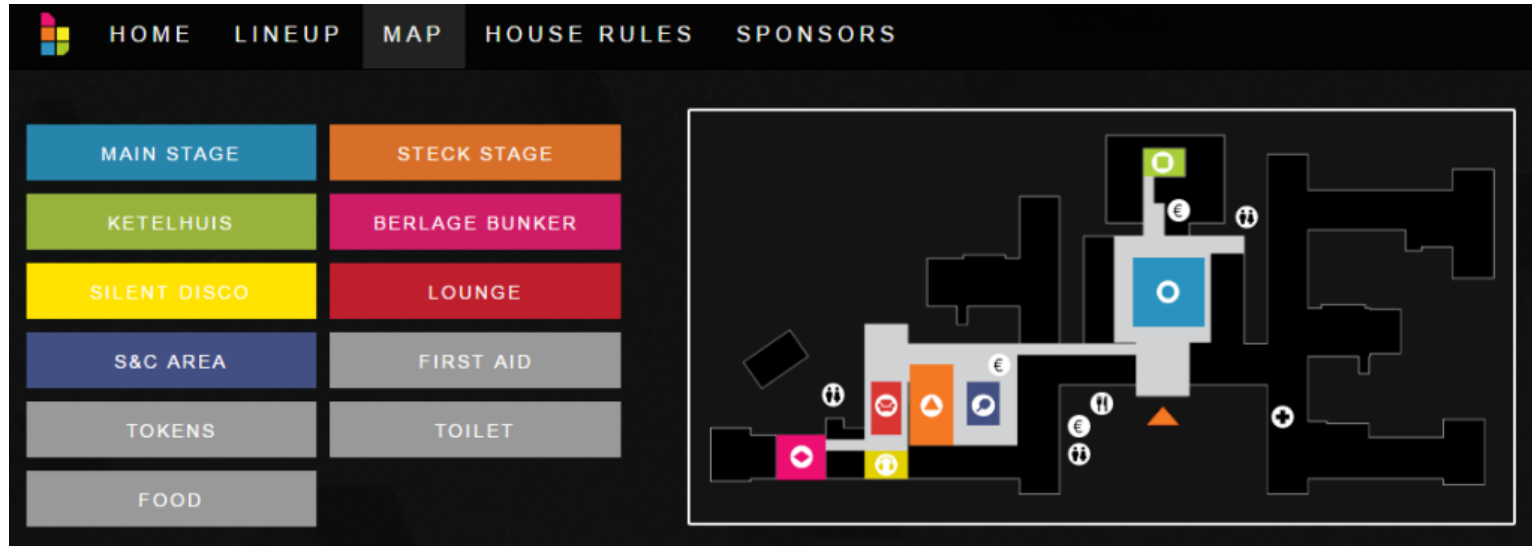 HOME LINEUP MAP HOUSE RULES SPONSORS
MAIN STAGE STECK STAGE
KETELHUIS BERLAGE BUNKER
SILENT DISCO LOUNGE
S&C AREA FIRST AID
TOKENS TOILET
FOOD
€
€
€